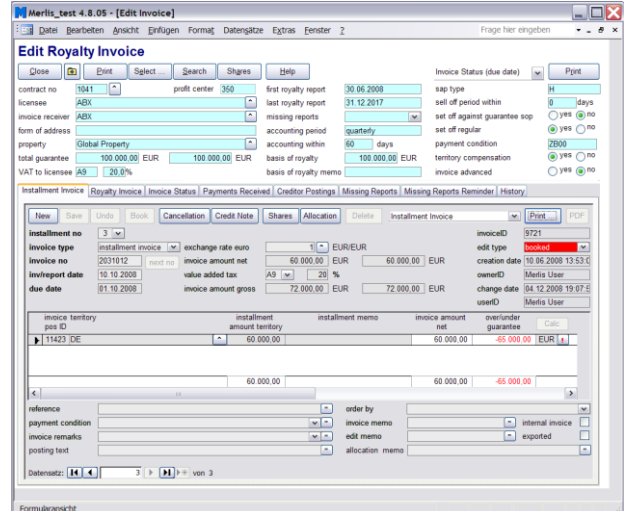 Merlis_test 4.8.05 - [Edit Invoice]
Datei Bearbeiten Ansicht Einfügen Format Datensätze Extras Fenster ? Frage hier eingeben
Edit Royalty Invoice
Close Print Select ... Search Shares Help Invoice Status (due date) Print
contract no 1041 profit center 350 first royalty report 30.06.2008 sap type H
licensee ABX last royalty report 31.12.2017 sell off period within 0 days
invoice receiver ABX missing reports set off against guarantee sop yes no
form of address accounting period quarterly set off regular yes no
property Global Property accounting within 60 days payment condition ZB00
total guarantee 100.000,00 EUR 100.000,00 EUR basis of royalty 100.000,00 EUR territory compensation yes no
VAT to licensee A9 20,0% basis of royalty memo invoice advanced yes no
Installment Invoice Royalty Invoice Invoice Status Payments Received Creditor Postings Missing Reports Missing Reports Reminder History
New Save Undo Book Cancellation Credit Note Shares Allocation Delete Installment Invoice Print... PDF
installment no 3 invoiceID 9721
invoice type installment invoice exchange rate euro 1 EUR/EUR edit type booked
invoice no 2031012 next no invoice amount net 60.000,00 EUR 60.000,00 EUR creation date 10.06.2008 13:53:0
inv/report date 10.10.2008 value added tax A9 20 % ownerID Merlis User
due date 01.10.2008 invoice amount gross 72.000,00 EUR 72.000,00 EUR change date 04.12.2008 19:07:5
userID Merlis User
invoice territory installment installment memo invoice amount over/under
pos ID amount territory net guarantee Calc
11423 DE 60.000,00 60.000,00 -65.000,00 EUR !
60.000,00 60.000,00 -65.000,00
reference order by
payment condition invoice memo internal invoice
invoice remarks edit memo exported
posting text allocation memo
Datensatz: 3 von 3
Formularansicht